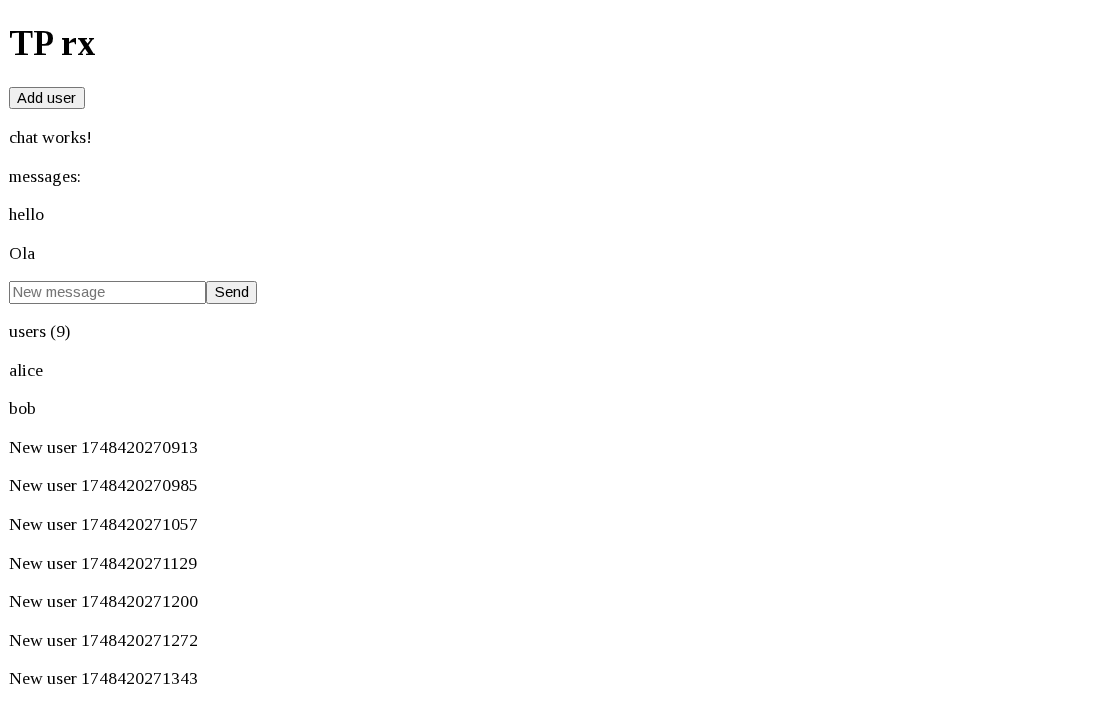 TP rx
Add user
chat works!
messages:
hello
Ola
New message Send
users (9)
alice
bob
New user 1748420270913
New user 1748420270985
New user 1748420271057
New user 1748420271129
New user 1748420271200
New user 1748420271272
New user 1748420271343